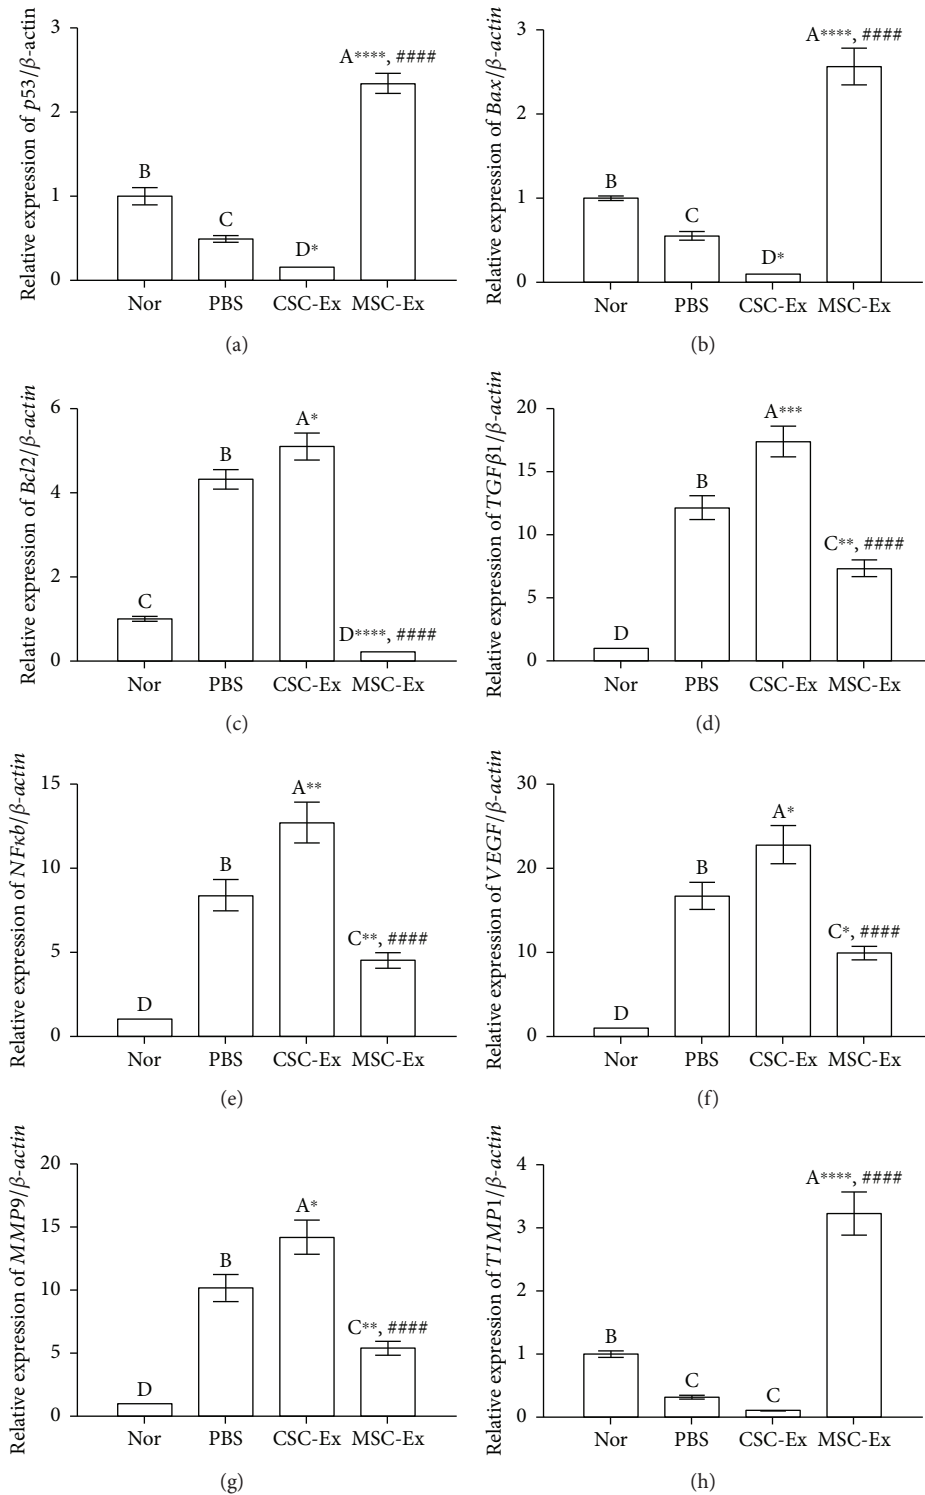 Relative expression of p53/β-actin
3
2
1
0
B
C
D*
A****, ####
Nor PBS CSC-Ex MSC-Ex
(a)
Relative expression of Bax/β-actin
3
2
1
0
B
C
D*
A****, ####
Nor PBS CSC-Ex MSC-Ex
(b)
Relative expression of Bcl2/β-actin
6
4
2
0
C
B
A*
D****, ####
Nor PBS CSC-Ex MSC-Ex
(c)
Relative expression of TGFβ1/β-actin
20
15
10
5
0
D
B
A***
C**, ####
Nor PBS CSC-Ex MSC-Ex
(d)
Relative expression of NFκb/β-actin
15
10
5
0
D
B
A**
C**, ####
Nor PBS CSC-Ex MSC-Ex
(e)
Relative expression of VEGF/β-actin
30
20
10
0
D
B
A*
C*, ####
Nor PBS CSC-Ex MSC-Ex
(f)
Relative expression of MMP9/β-actin
20
15
10
5
0
D
B
A*
C**, ####
Nor PBS CSC-Ex MSC-Ex
(g)
Relative expression of TIMP1/β-actin
4
3
2
1
0
B
C
C
A****, ####
Nor PBS CSC-Ex MSC-Ex
(h)